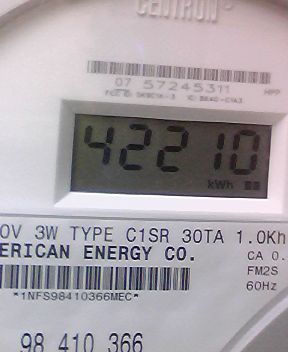 CENTRON
07 57245311
HPP
42210
kWh
0V 3W TYPE C1SR 30TA 1.0Kh
ERICAN ENERGY CO.
CA 0.
FM2S
60Hz
*1NFS98410366MEC*
98 410 366